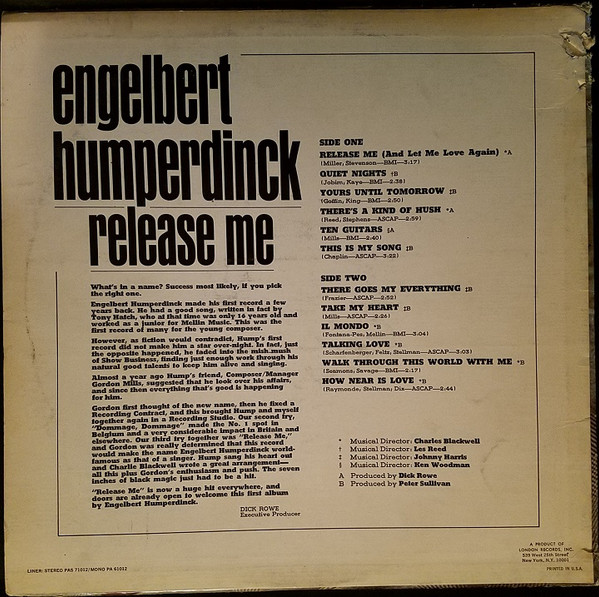 engelbert
humperdinck
release me
What's in a name? Success most likely, if you pick
the right one.
Engelbert Humperdinck made his first record a few
years back. He had a good song, written in fact by
Tony Hatch, who at that time was only 16 years old and
worked as a junior for Mellin Music. This was the
first record of many for the young composer.
However, as fiction would contradict, Hump's first
record did not make him a star over-night. In fact, just
the opposite happened, he faded into the mish.mush
of Show Business, finding just enough work through his
natural good talents to keep him alive and singing.
Almost a year ago Hump's friend, Composer/Manager
Gordon Mills, suggested that he look over his affairs,
and since then everything that's good is happening
for him.
Gordon first thought of the new name, then he fixed a
Recording Contract, and this brought Hump and myself
together again in a Recording Studio. Our second try,
"Dommage, Dommage" made the No. 1 spot in
Belgium and a very considerable impact in Britain and
elsewhere. Our third try together was "Release Me,"
and Gordon was really determined that this record
would make the name Engelbert Humperdinck world-
famous as that of a singer. Hump sang his heart out
and Charlie Blackwell wrote a great arrangement—
all this plus Gordon's enthusiasm and push. The seven
inches of black magic just had to be a hit.
"Release Me" is now a huge hit everywhere, and
doors are already open to welcome this first album
by Engelbert Humperdinck.
DICK ROWE
Executive Producer
SIDE ONE
RELEASE ME (And Let Me Love Again) *A
(Miller, Stevenson—BMI—3:17)
QUIET NIGHTS †B
(Jobim, Kaye—BMI—2:38)
YOURS UNTIL TOMORROW ‡B
(Goffin, King—BMI—2:50)
THERE'S A KIND OF HUSH *A
(Reed, Stephens—ASCAP—2:59)
TEN GUITARS §A
(Mills—BMI—2:40)
THIS IS MY SONG ‡B
(Chaplin—ASCAP—3:22)
SIDE TWO
THERE GOES MY EVERYTHING ‡B
(Frazier—ASCAP—2:52)
TAKE MY HEART ‡B
(Mills—ASCAP—2:26)
IL MONDO *B
(Fontana-Pes; Mellin—BMI—3:04)
TALKING LOVE *B
(Scharfenberger, Feltz, Stellman—ASCAP—3:03)
WALK THROUGH THIS WORLD WITH ME *B
(Seamons, Savage—BMI—2:17)
HOW NEAR IS LOVE *B
(Raymonde, Stellman; Dix—ASCAP—2:44)
* Musical Director: Charles Blackwell
† Musical Director: Les Reed
‡ Musical Director: Johnny Harris
§ Musical Director: Ken Woodman
A Produced by Dick Rowe
B Produced by Peter Sullivan
A PRODUCT OF
LONDON RECORDS, INC.
539 West 25th Street
New York, N.Y. 10001
LINER: STEREO PAS 71012/MONO PA 61012
PRINTED IN U.S.A.